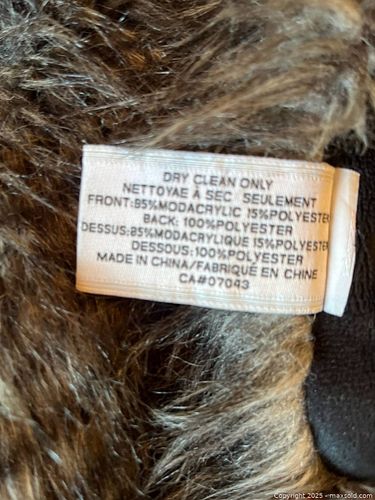 DRY CLEAN ONLY
NETTOYAE A SEC SEULEMENT
FRONT:85%MODACRYLIC 15%POLYESTER
BACK: 100%POLYESTER
DESSUS:85%MODACRYLIQUE 15%POLYESTER
DESSOUS:100%POLYESTER
MADE IN CHINA/FABRIQUÉ EN CHINE
CA#07043
Copyright 2025 - maxsold.com